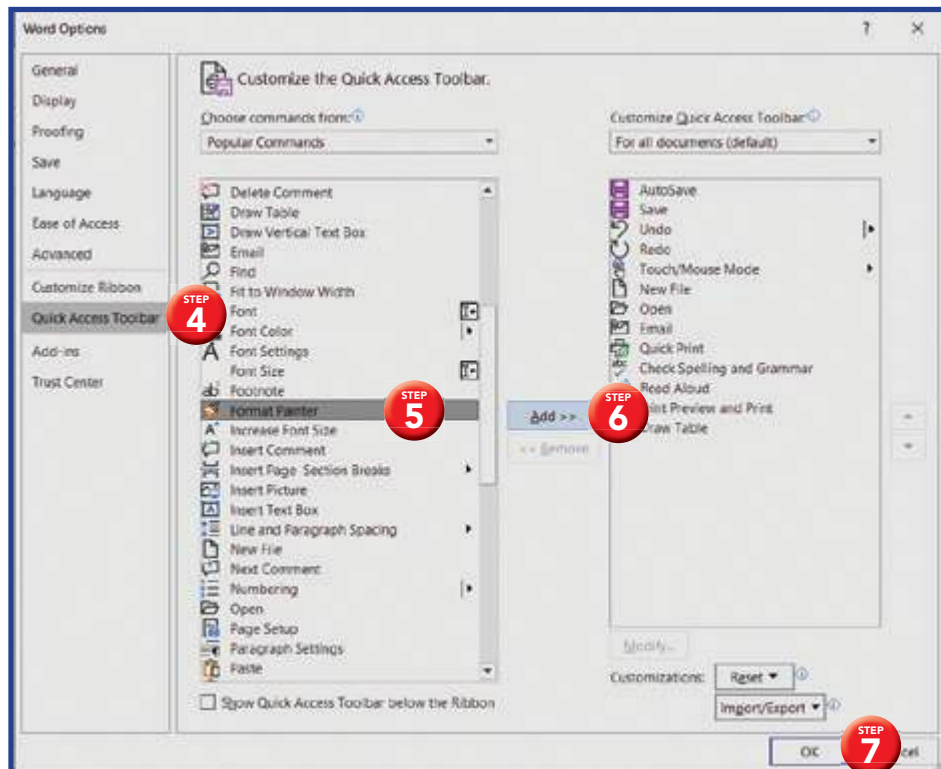 Word Options
?
General
Display
Proofing
Save
Language
Ease of Access
Advanced
Customize Ribbon
Quick Access Toolbar
Add-ins
Trust Center
Customize the Quick Access Toolbar.
Choose commands from:
Popular Commands
Delete Comment
Draw Table
Draw Vertical Text Box
Email
Find
Fit to Window Width
Font
Font Color
Font Settings
Font Size
Footnote
Format Painter
Increase Font Size
Insert Comment
Insert Page Section Breaks
Insert Picture
Insert Text Box
Line and Paragraph Spacing
New File
Next Comment
Numbering
Open
Page Setup
Paragraph Settings
Paste
Show Quick Access Toolbar below the Ribbon
STEP
4
STEP
5
Add >>
<< Remove
STEP
6
Customize Quick Access Toolbar:
For all documents (default)
AutoSave
Save
Undo
Redo
Touch/Mouse Mode
New File
Open
Email
Quick Print
Check Spelling and Grammar
Read Aloud
Preview and Print
Draw Table
Modify...
Customizations:
Reset
Import/Export
OK
STEP
7